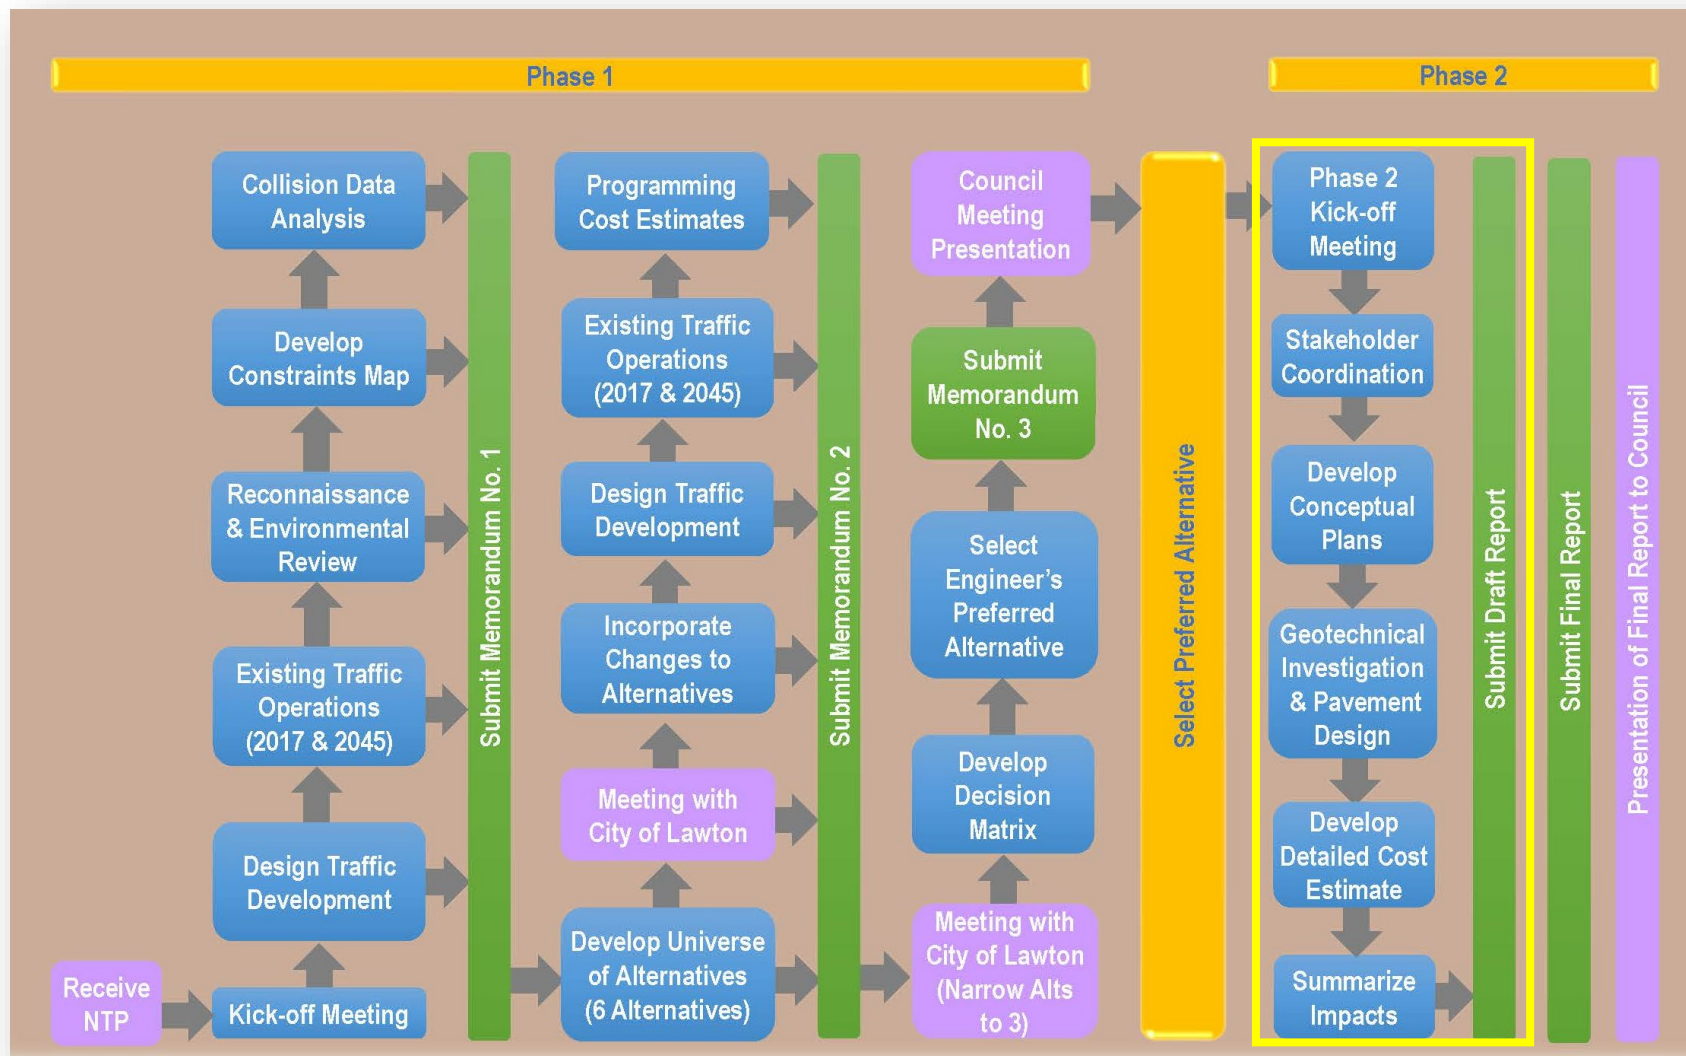 Phase 1
Phase 2
Receive
NTP
Kick-off Meeting
Design Traffic
Development
Existing Traffic
Operations
(2017 & 2045)
Reconnaissance
& Environmental
Review
Develop
Constraints Map
Collision Data
Analysis
Submit Memorandum No. 1
Develop Universe
of Alternatives
(6 Alternatives)
Meeting with
City of Lawton
Incorporate
Changes to
Alternatives
Design Traffic
Development
Existing Traffic
Operations
(2017 & 2045)
Programming
Cost Estimates
Submit Memorandum No. 2
Meeting with
City of Lawton
(Narrow Alts
to 3)
Develop
Decision
Matrix
Select
Engineer’s
Preferred
Alternative
Submit
Memorandum
No. 3
Council
Meeting
Presentation
Select Preferred Alternative
Phase 2
Kick-off
Meeting
Stakeholder
Coordination
Develop
Conceptual
Plans
Geotechnical
Investigation
& Pavement
Design
Develop
Detailed Cost
Estimate
Summarize
Impacts
Submit Draft Report
Submit Final Report
Presentation of Final Report to Council